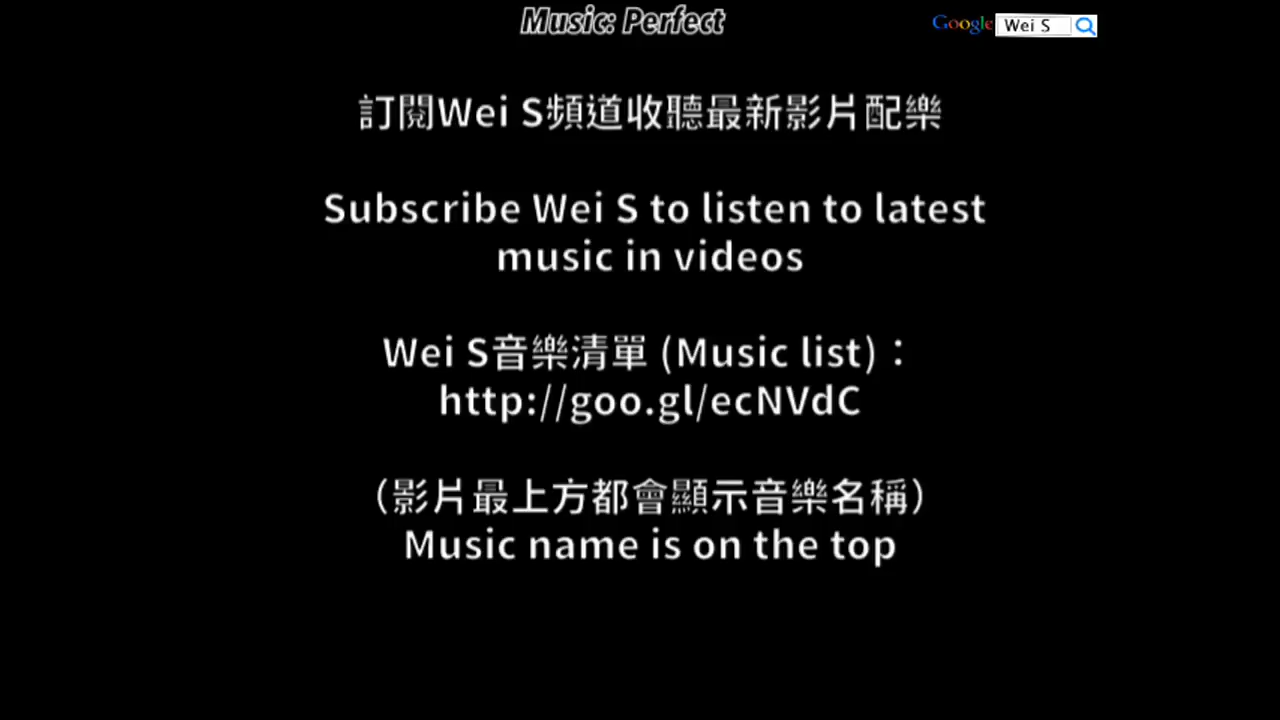 Music: Perfect
Google Wei S
訂閱Wei S頻道收聽最新影片配樂
Subscribe Wei S to listen to latest
music in videos
Wei S音樂清單 (Music list)：
http://goo.gl/ecNVdC
（影片最上方都會顯示音樂名稱）
Music name is on the top